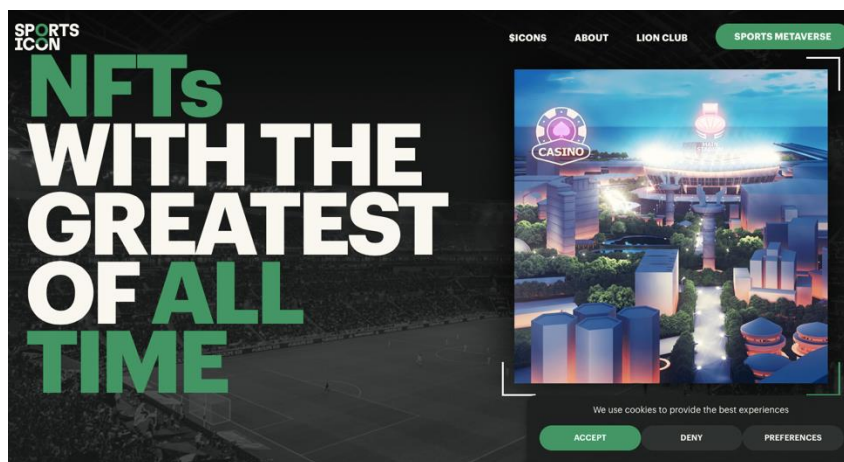 SPORTS
ICON
$ICONS
ABOUT
LION CLUB
SPORTS METAVERSE
NFTs
WITH THE
GREATEST
OF ALL
TIME
CASINO
We use cookies to provide the best experiences
ACCEPT
DENY
PREFERENCES